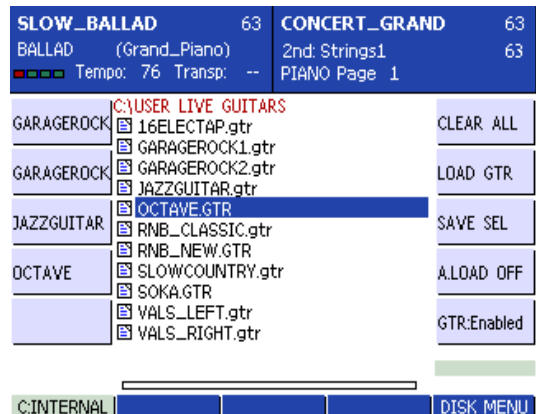 SLOW_BALLAD 63 CONCERT_GRAND 63
BALLAD (Grand_Piano) 2nd: Strings1 63
Tempo: 76 Transp: -- PIANO Page 1
C:\USER LIVE GUITARS
GARAGEROCK 16ELECTAP.gtr CLEAR ALL
GARAGEROCK1.gtr
GARAGEROCK GARAGEROCK2.gtr LOAD GTR
JAZZGUITAR.gtr
JAZZGUITAR OCTAVE.GTR SAVE SEL
RNB_CLASSIC.gtr
RNB_NEW.GTR
OCTAVE SLOWCOUNTRY.gtr A.LOAD OFF
SOKA.GTR
VALS_LEFT.gtr GTR:Enabled
VALS_RIGHT.gtr
C:INTERNAL DISK MENU